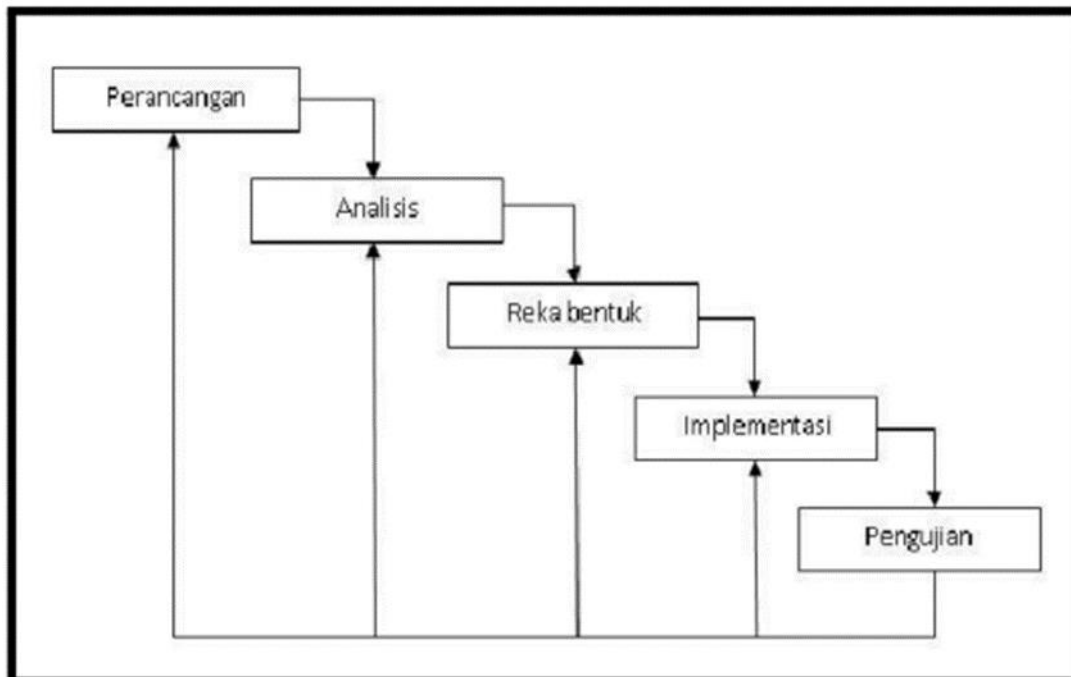 Perancangan
Analisis
Reka bentuk
Implementasi
Pengujian